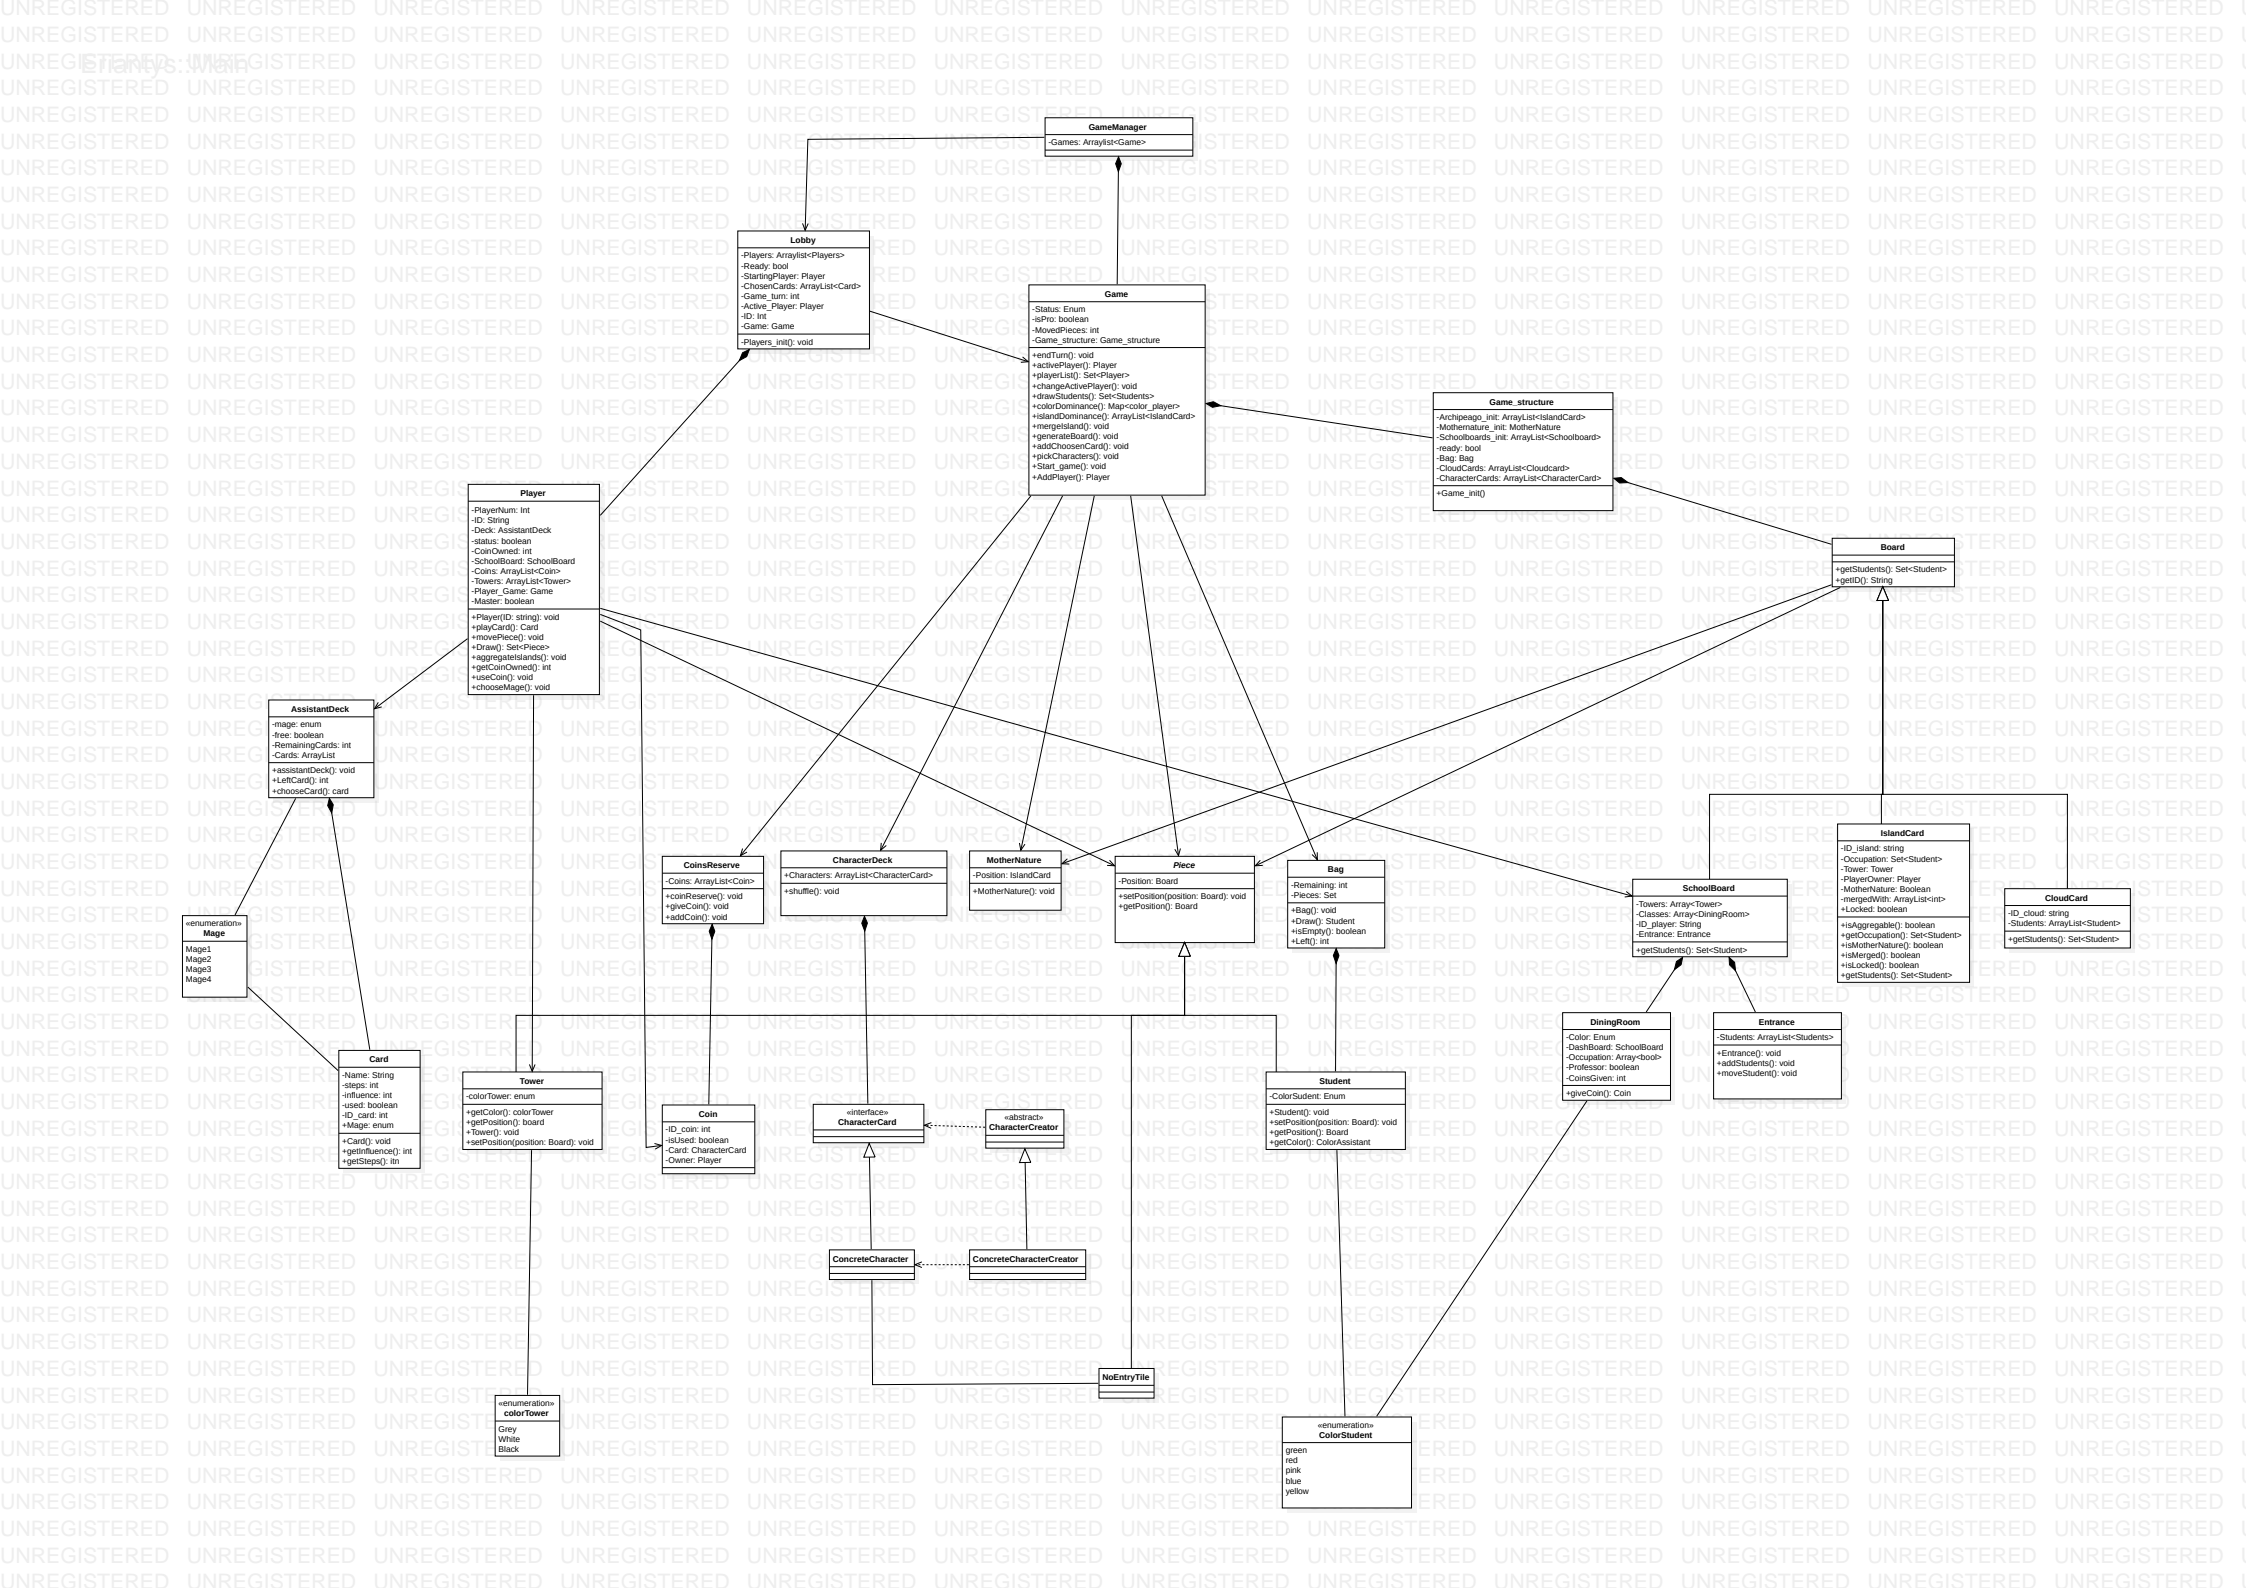 Eriantys::Main
GameManager
-Games: Arraylist<Game>
Lobby
-Players: Arraylist<Players>
-Ready: bool
-StartingPlayer: Player
-ChosenCards: ArrayList<Card>
-Game_turn: int
-Active_Player: Player
-ID: Int
-Game: Game
-Players_init(): void
Game
-Status: Enum
-isPro: boolean
-MovedPieces: int
-Game_structure: Game_structure
+endTurn(): void
+activePlayer(): Player
+playerList(): Set<Player>
+changeActivePlayer(): void
+drawStudents(): Set<Students>
+colorDominance(): Map<color_player>
+islandDominance(): ArrayList<IslandCard>
+mergeIsland(): void
+generateBoard(): void
+addChoosenCard(): void
+pickCharacters(): void
+Start_game(): void
+AddPlayer(): Player
Game_structure
-Archipeago_init: ArrayList<IslandCard>
-Mothernature_init: MotherNature
-Schoolboards_init: ArrayList<Schoolboard>
-ready: bool
-Bag: Bag
-CloudCards: ArrayList<Cloudcard>
-CharacterCards: ArrayList<CharacterCard>
+Game_init()
Player
-PlayerNum: Int
-ID: String
-Deck: AssistantDeck
-status: boolean
-CoinOwned: int
-SchoolBoard: SchoolBoard
-Coins: ArrayList<Coin>
-Towers: ArrayList<Tower>
-Player_Game: Game
-Master: boolean
+Player(ID: string): void
+playCard(): Card
+movePiece(): void
+Draw(): Set<Piece>
+aggregateIslands(): void
+getCoinOwned(): int
+useCoin(): void
+chooseMage(): void
Board
+getStudents(): Set<Student>
+getID(): String
AssistantDeck
-mage: enum
-free: boolean
-RemainingCards: int
-Cards: ArrayList
+assistantDeck(): void
+LeftCard(): int
+chooseCard(): card
CoinsReserve
-Coins: ArrayList<Coin>
+coinReserve(): void
+giveCoin(): void
+addCoin(): void
CharacterDeck
+Characters: ArrayList<CharacterCard>
+shuffle(): void
MotherNature
-Position: IslandCard
+MotherNature(): void
Piece
-Position: Board
+setPosition(position: Board): void
+getPosition(): Board
Bag
-Remaining: int
-Pieces: Set
+Bag(): void
+Draw(): Student
+isEmpty(): boolean
+Left(): int
SchoolBoard
-Towers: Array<Tower>
-Classes: Array<DiningRoom>
-ID_player: String
-Entrance: Entrance
+getStudents(): Set<Student>
IslandCard
-ID_island: string
-Occupation: Set<Student>
-Tower: Tower
-PlayerOwner: Player
-MotherNature: Boolean
-mergedWith: ArrayList<int>
+Locked: boolean
+isAggregable(): boolean
+getOccupation(): Set<Student>
+isMotherNature(): boolean
+isMerged(): boolean
+isLocked(): boolean
+getStudents(): Set<Student>
CloudCard
-ID_cloud: string
-Students: ArrayList<Student>
+getStudents(): Set<Student>
«enumeration»
Mage
Mage1
Mage2
Mage3
Mage4
Card
-Name: String
-steps: int
-influence: int
-used: boolean
-ID_card: int
+Mage: enum
+Card(): void
+getInfluence(): int
+getSteps(): itn
Tower
-colorTower: enum
+getColor(): colorTower
+getPosition(): board
+Tower(): void
+setPosition(position: Board): void
Coin
-ID_coin: int
-isUsed: boolean
-Card: CharacterCard
-Owner: Player
«interface»
CharacterCard
«abstract»
CharacterCreator
Student
-ColorSudent: Enum
+Student(): void
+setPosition(position: Board): void
+getPosition(): Board
+getColor(): ColorAssistant
DiningRoom
-Color: Enum
-DashBoard: SchoolBoard
-Occupation: Array<bool>
-Professor: boolean
-CoinsGiven: int
+giveCoin(): Coin
Entrance
-Students: ArrayList<Students>
+Entrance(): void
+addStudents(): void
+moveStudent(): void
ConcreteCharacter
ConcreteCharacterCreator
NoEntryTile
«enumeration»
colorTower
Grey
White
Black
«enumeration»
ColorStudent
green
red
pink
blue
yellow